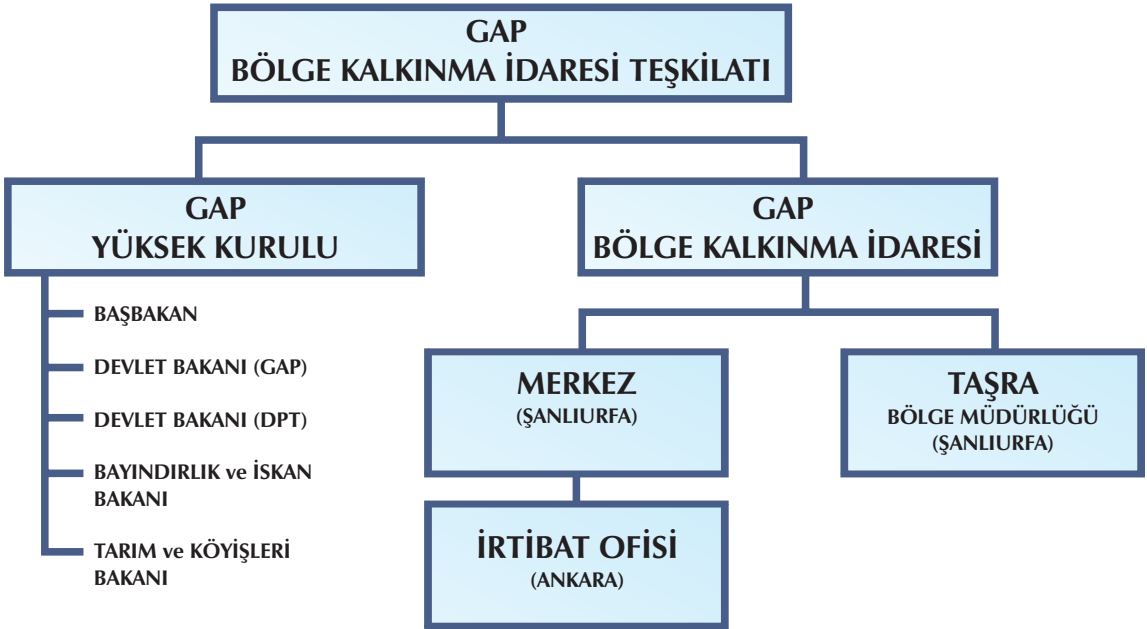 GAP
BÖLGE KALKINMA İDARESİ TEŞKİLATI
GAP
YÜKSEK KURULU
BAŞBAKAN
DEVLET BAKANI (GAP)
DEVLET BAKANI (DPT)
BAYINDIRLIK ve İSKAN
BAKANI
TARIM ve KÖYİŞLERİ
BAKANI
GAP
BÖLGE KALKINMA İDARESİ
MERKEZ
(ŞANLIURFA)
İRTİBAT OFİSİ
(ANKARA)
TAŞRA
BÖLGE MÜDÜRLÜĞÜ
(ŞANLIURFA)